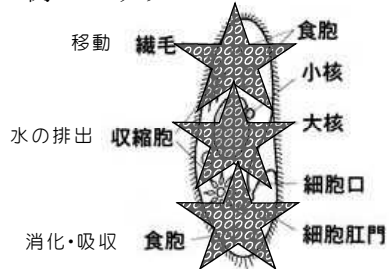 移動 繊毛
食胞
小核
水の排出 収縮胞
大核
細胞口
消化・吸収 食胞
細胞肛門